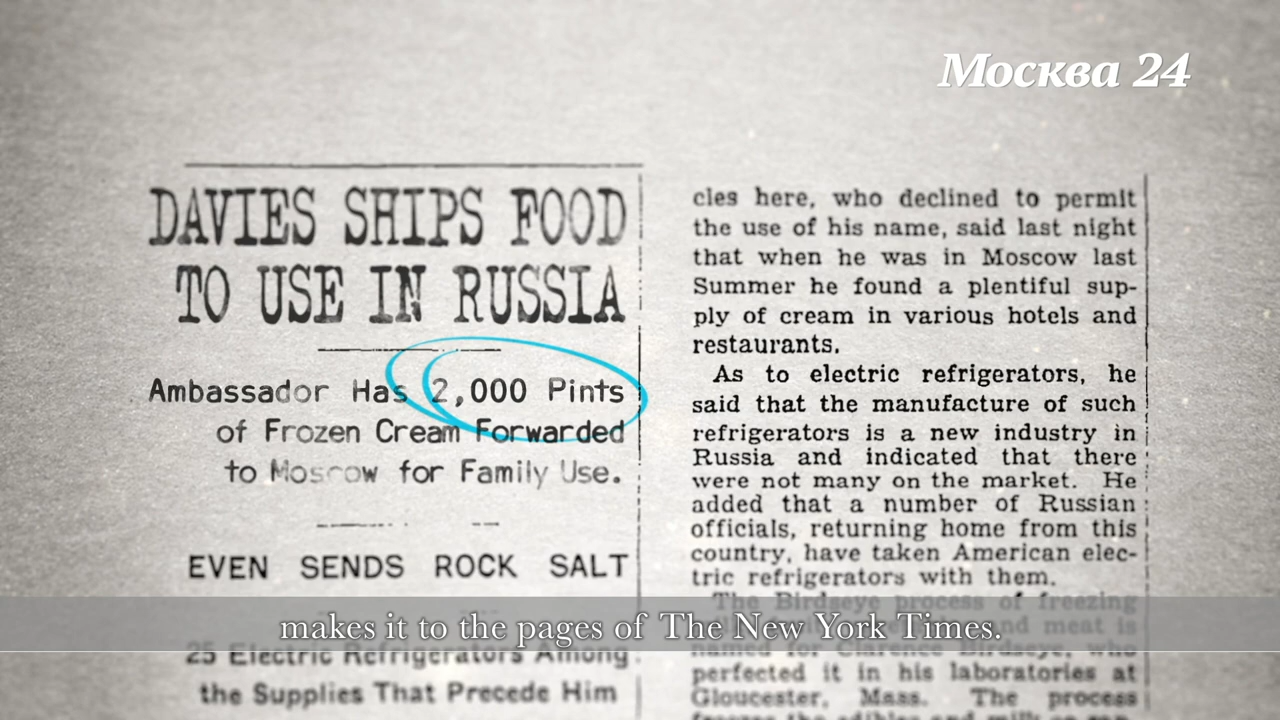 Москва 24
DAVIES SHIPS FOOD
TO USE IN RUSSIA
Ambassador Has 2,000 Pints
of Frozen Cream Forwarded
to Moscow for Family Use.
EVEN SENDS ROCK SALT
25 Electric Refrigerators Among
the Supplies That Precede Him
cles here, who declined to permit
the use of his name, said last night
that when he was in Moscow last
Summer he found a plentiful sup-
ply of cream in various hotels and
restaurants.
As to electric refrigerators, he
said that the manufacture of such
refrigerators is a new industry in
Russia and indicated that there
were not many on the market. He
added that a number of Russian
officials, returning home from this
country, have taken American elec-
tric refrigerators with them.
The Birdseye process of freezing
and meat is
named for Clarence Birdseye, who
perfected it in his laboratories at
Gloucester, Mass. The process
makes it to the pages of The New York Times.